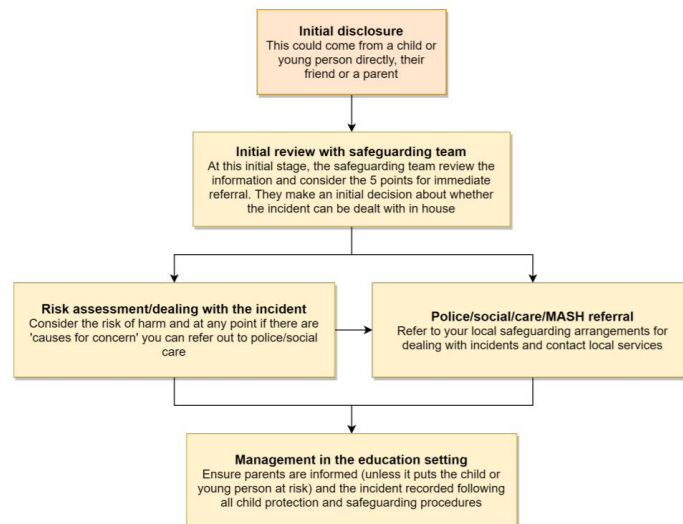 Initial disclosure
This could come from a child or
young person directly, their
friend or a parent
Initial review with safeguarding team
At this initial stage, the safeguarding team review the
information and consider the 5 points for immediate
referral. They make an initial decision about whether
the incident can be dealt with in house
Risk assessment/dealing with the incident
Consider the risk of harm and at any point if there are
'causes for concern' you can refer out to police/social
care
Police/social/care/MASH referral
Refer to your local safeguarding arrangements for
dealing with incidents and contact local services
Management in the education setting
Ensure parents are informed (unless it puts the child or
young person at risk) and the incident recorded following
all child protection and safeguarding procedures